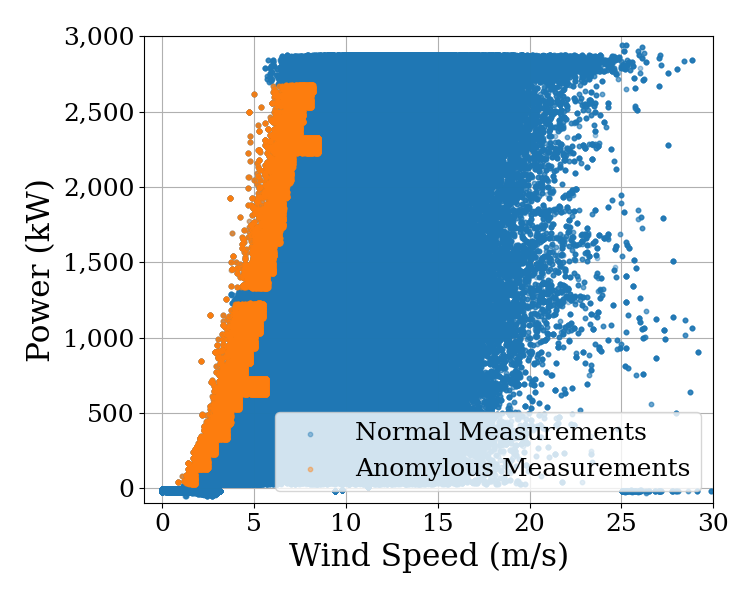 3,000
2,500
2,000
1,500
1,000
500
0
Power (kW)
Normal Measurements
Anomylous Measurements
0 5 10 15 20 25 30
Wind Speed (m/s)